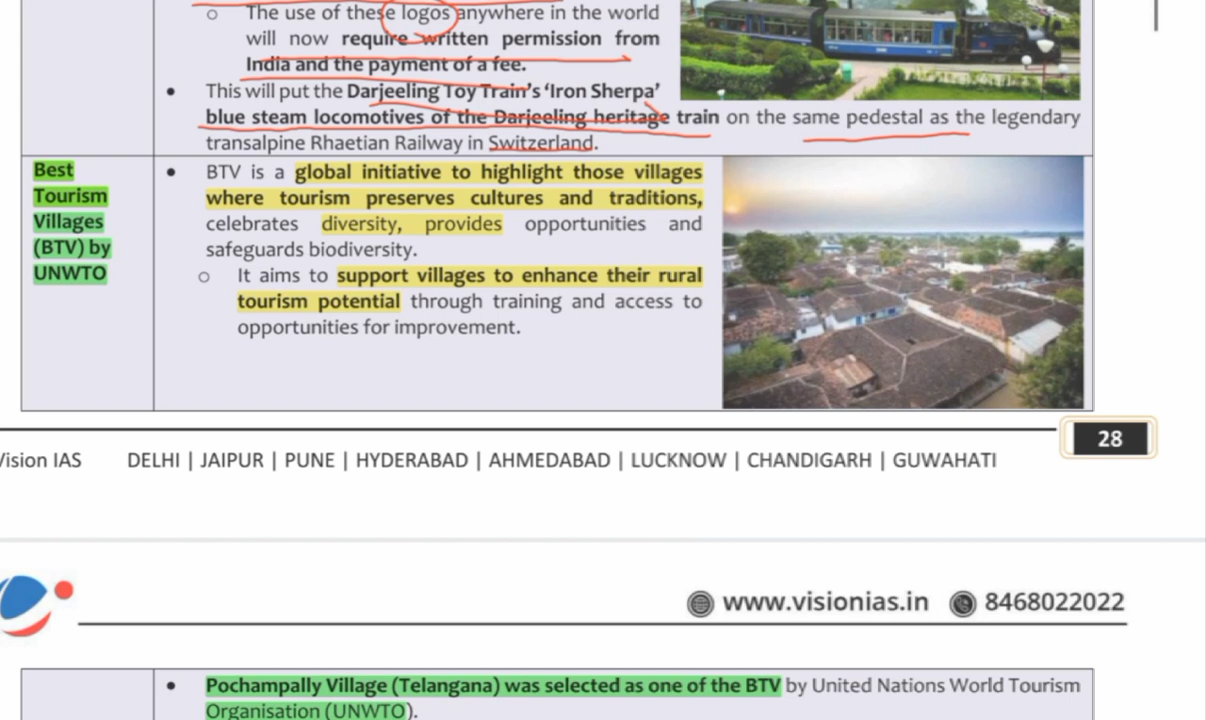 o The use of these logos anywhere in the world
will now require written permission from
India and the payment of a fee.
• This will put the Darjeeling Toy Train's 'Iron Sherpa'
blue steam locomotives of the Darjeeling heritage train on the same pedestal as the legendary
transalpine Rhaetian Railway in Switzerland.
Best
Tourism
Villages
(BTV) by
UNWTO
• BTV is a global initiative to highlight those villages
where tourism preserves cultures and traditions,
celebrates diversity, provides opportunities and
safeguards biodiversity.
o It aims to support villages to enhance their rural
tourism potential through training and access to
opportunities for improvement.
28
Vision IAS DELHI | JAIPUR | PUNE | HYDERABAD | AHMEDABAD | LUCKNOW | CHANDIGARH | GUWAHATI
www.visionias.in 8468022022
• Pochampally Village (Telangana) was selected as one of the BTV by United Nations World Tourism
Organisation (UNWTO).